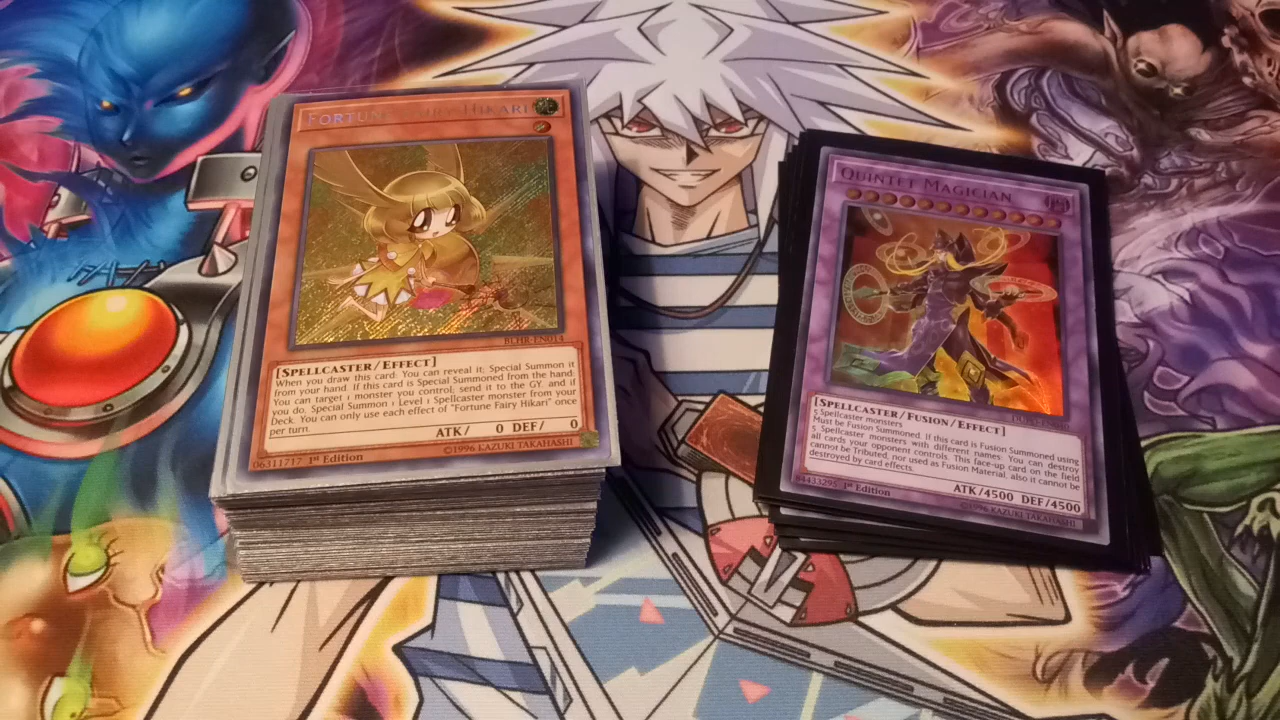 FORTUNE FAIRY HIKARI
BLHR-EN014
[SPELLCASTER/EFFECT]
When you draw this card: You can reveal it; Special Summon it
from your hand. If this card is Special Summoned from the hand:
You can target 1 monster you control; send it to the GY, and if
you do, Special Summon 1 Level 1 Spellcaster monster from your
Deck. You can only use each effect of "Fortune Fairy Hikari" once
per turn.
ATK/ 0 DEF/ 0
06311717 1st Edition
©1996 KAZUKI TAKAHASHI
QUINTET MAGICIAN
[SPELLCASTER/FUSION/EFFECT]
5 Spellcaster monsters
Must be Fusion Summoned. If this card is Fusion Summoned using
5 Spellcaster monsters with different names: You can destroy
all cards your opponent controls. This face-up card on the field
cannot be Tributed, nor used as Fusion Material, also it cannot be
destroyed by card effects.
ATK/4500 DEF/4500
84433295 1st Edition
©1996 KAZUKI TAKAHASHI